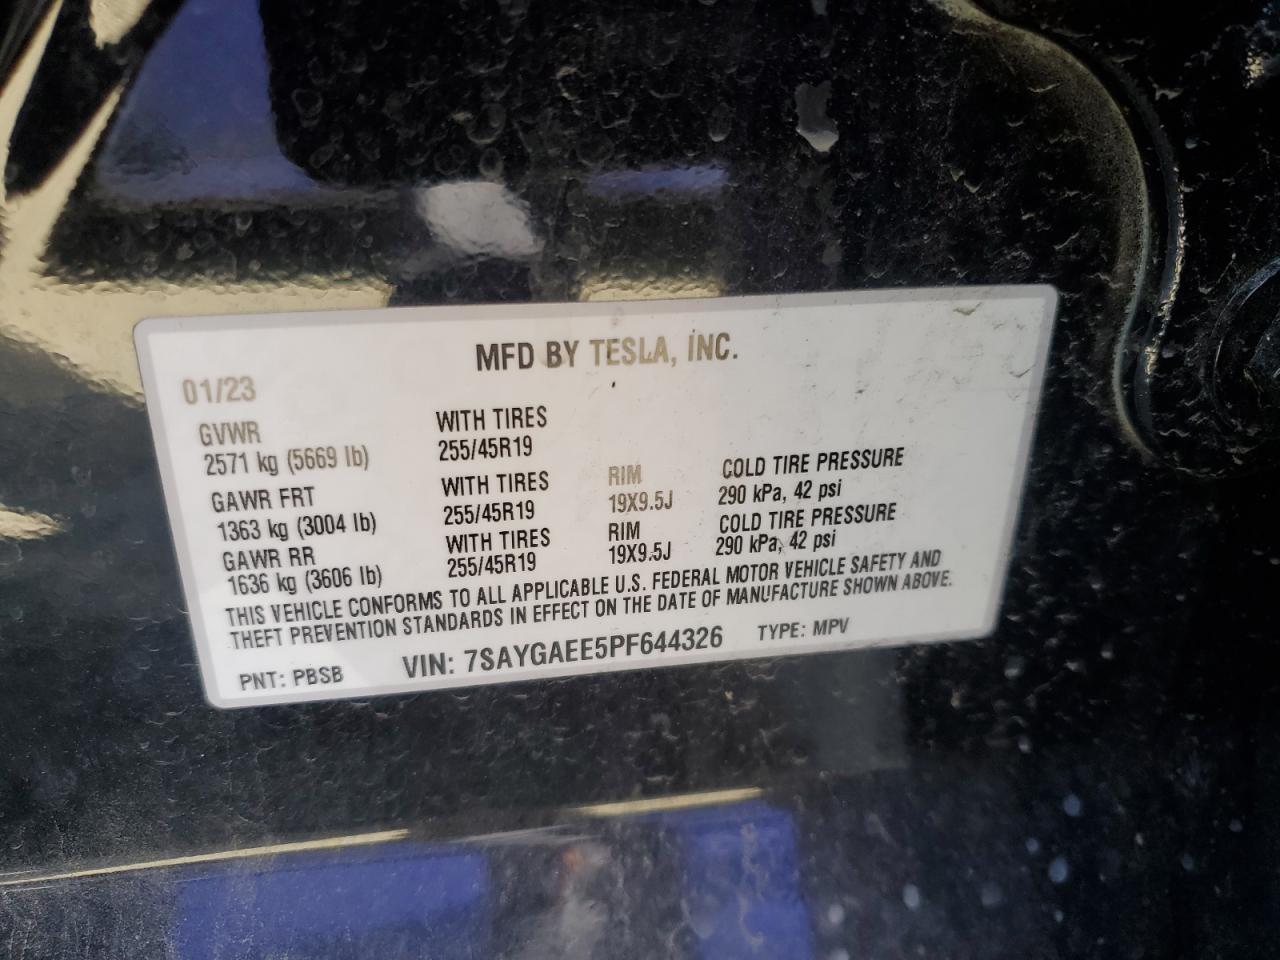 MFD BY TESLA, INC.
01/23
GVWR
2571 kg (5669 lb)
WITH TIRES
255/45R19
GAWR FRT
1363 kg (3004 lb)
WITH TIRES
255/45R19
RIM
19X9.5J
COLD TIRE PRESSURE
290 kPa, 42 psi
GAWR RR
1636 kg (3606 lb)
WITH TIRES
255/45R19
RIM
19X9.5J
COLD TIRE PRESSURE
290 kPa, 42 psi
THIS VEHICLE CONFORMS TO ALL APPLICABLE U.S. FEDERAL MOTOR VEHICLE SAFETY AND
THEFT PREVENTION STANDARDS IN EFFECT ON THE DATE OF MANUFACTURE SHOWN ABOVE.
PNT: PBSB VIN: 7SAYGAEE5PF644326 TYPE: MPV